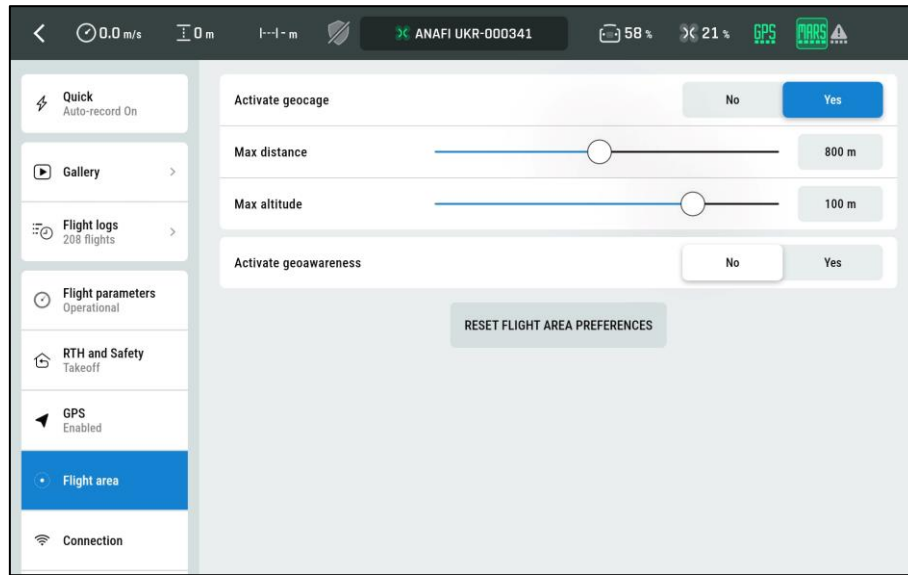 0.0 m/s 0 m - m ANAFI UKR-000341 58 % 21 % GPS MARS
Quick
Auto-record On
Activate geocage No Yes
Max distance 800 m
Gallery
Max altitude 100 m
Flight logs
208 flights
Activate geoawareness No Yes
Flight parameters
Operational
RESET FLIGHT AREA PREFERENCES
RTH and Safety
Takeoff
GPS
Enabled
Flight area
Connection